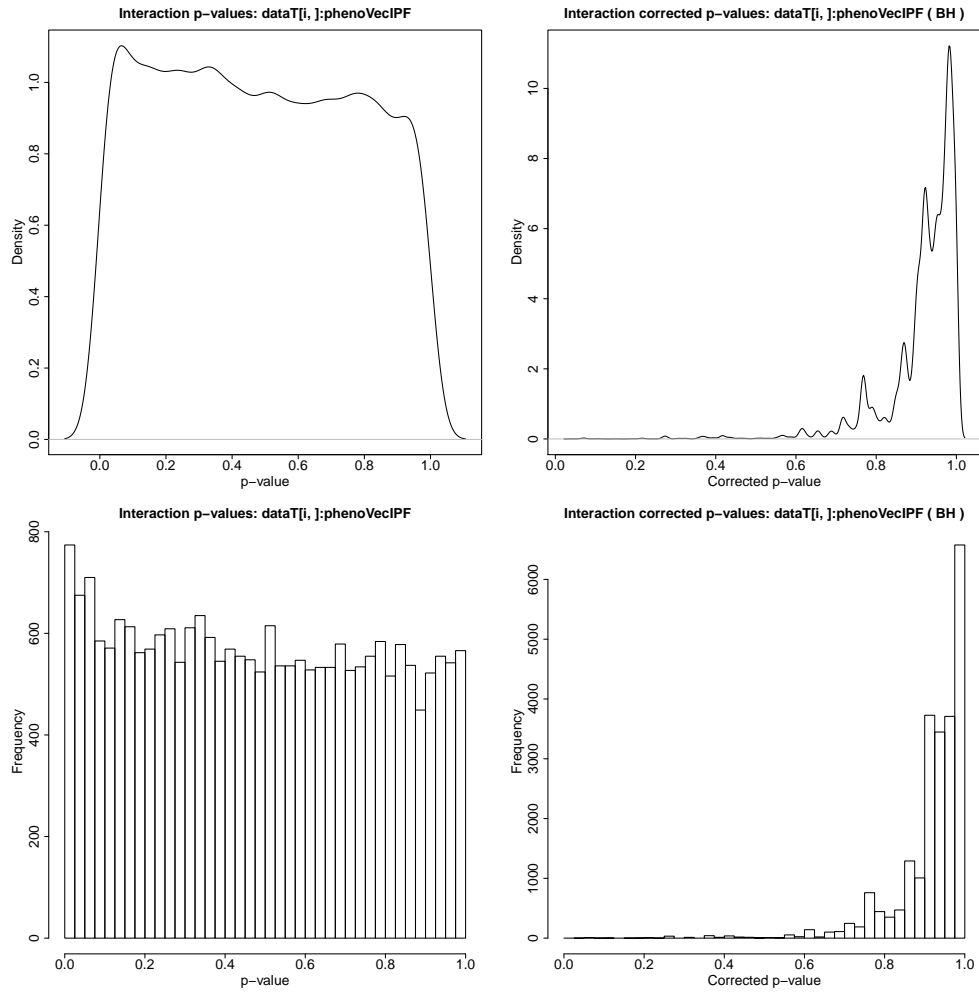 Interaction p−values: dataT[i, ]:phenoVecIPF
Density
0.0 0.2 0.4 0.6 0.8 1.0
0.0 0.2 0.4 0.6 0.8 1.0
p−value
Interaction corrected p−values: dataT[i, ]:phenoVecIPF ( BH )
Density
0 2 4 6 8 10
0.0 0.2 0.4 0.6 0.8 1.0
Corrected p−value
Interaction p−values: dataT[i, ]:phenoVecIPF
Frequency
0 200 400 600 800
0.0 0.2 0.4 0.6 0.8 1.0
p−value
Interaction corrected p−values: dataT[i, ]:phenoVecIPF ( BH )
Frequency
0 1000 2000 3000 4000 5000 6000
0.0 0.2 0.4 0.6 0.8 1.0
Corrected p−value